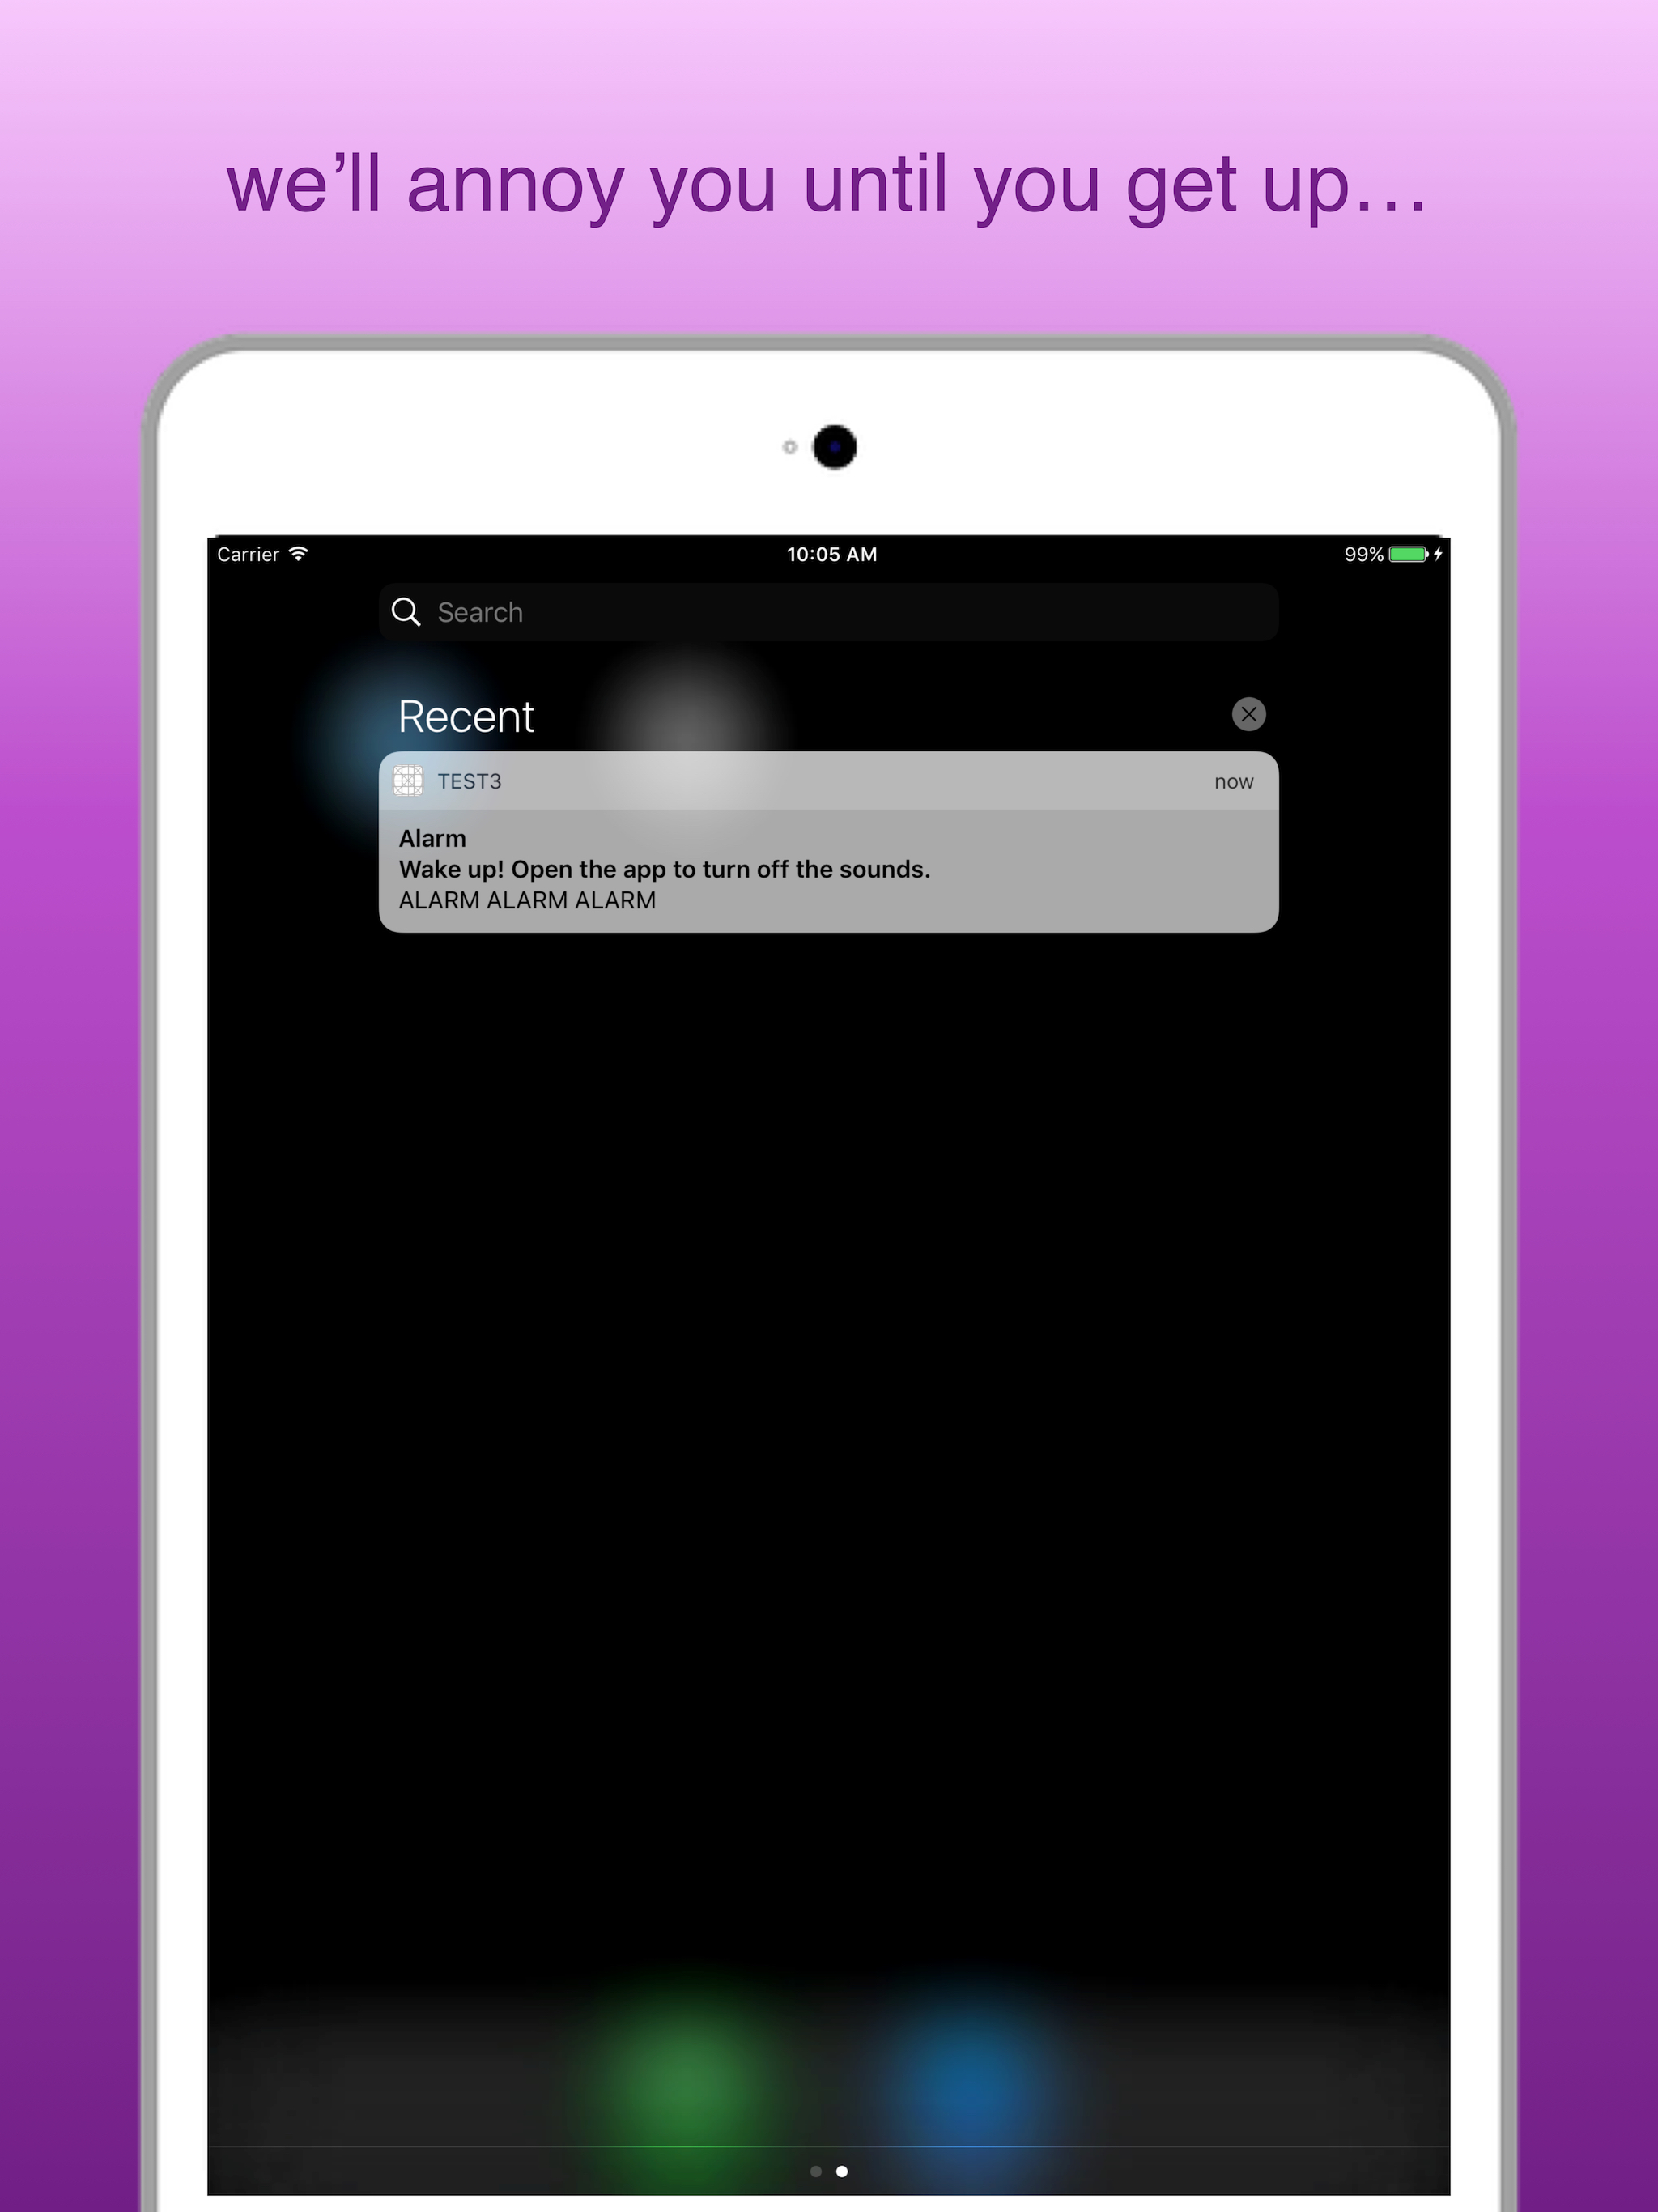 we’ll annoy you until you get up…
Carrier 10:05 AM 99%
Search
Recent
TEST3 now
Alarm
Wake up! Open the app to turn off the sounds.
ALARM ALARM ALARM